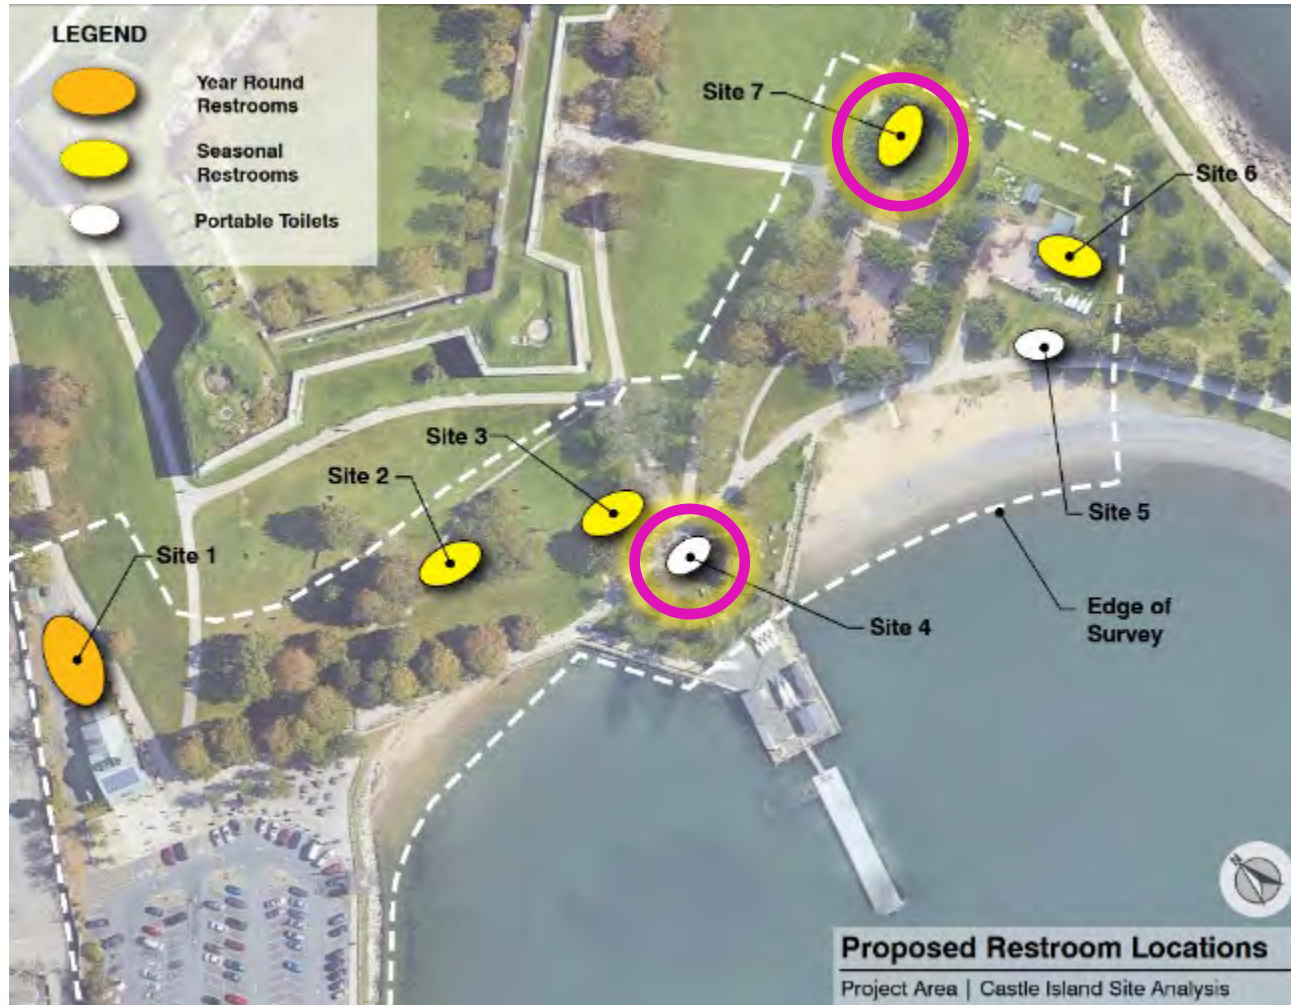 LEGEND
Year Round
Restrooms
Seasonal
Restrooms
Portable Toilets
Site 7
Site 6
Site 3
Site 2
Site 5
Site 1
Edge of
Survey
Site 4
N
Proposed Restroom Locations
Project Area | Castle Island Site Analysis